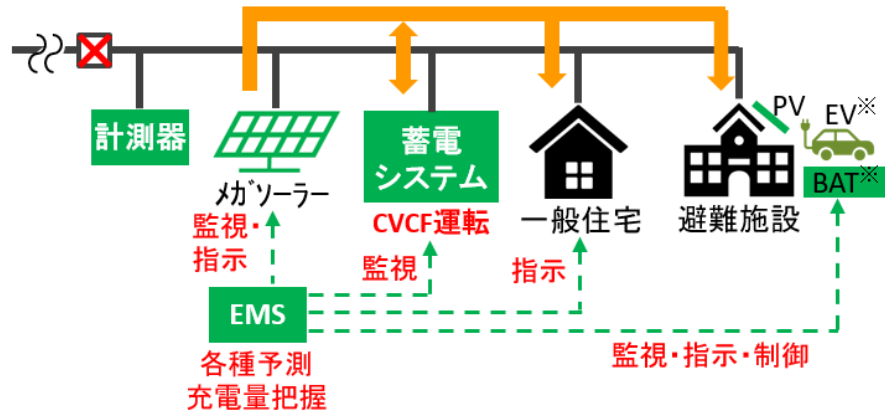 計測器
メガソーラー
蓄電
システム
CVCF運転
一般住宅
避難施設
PV
EV※
BAT※
監視・
指示
監視
指示
EMS
各種予測
充電量把握
監視・指示・制御